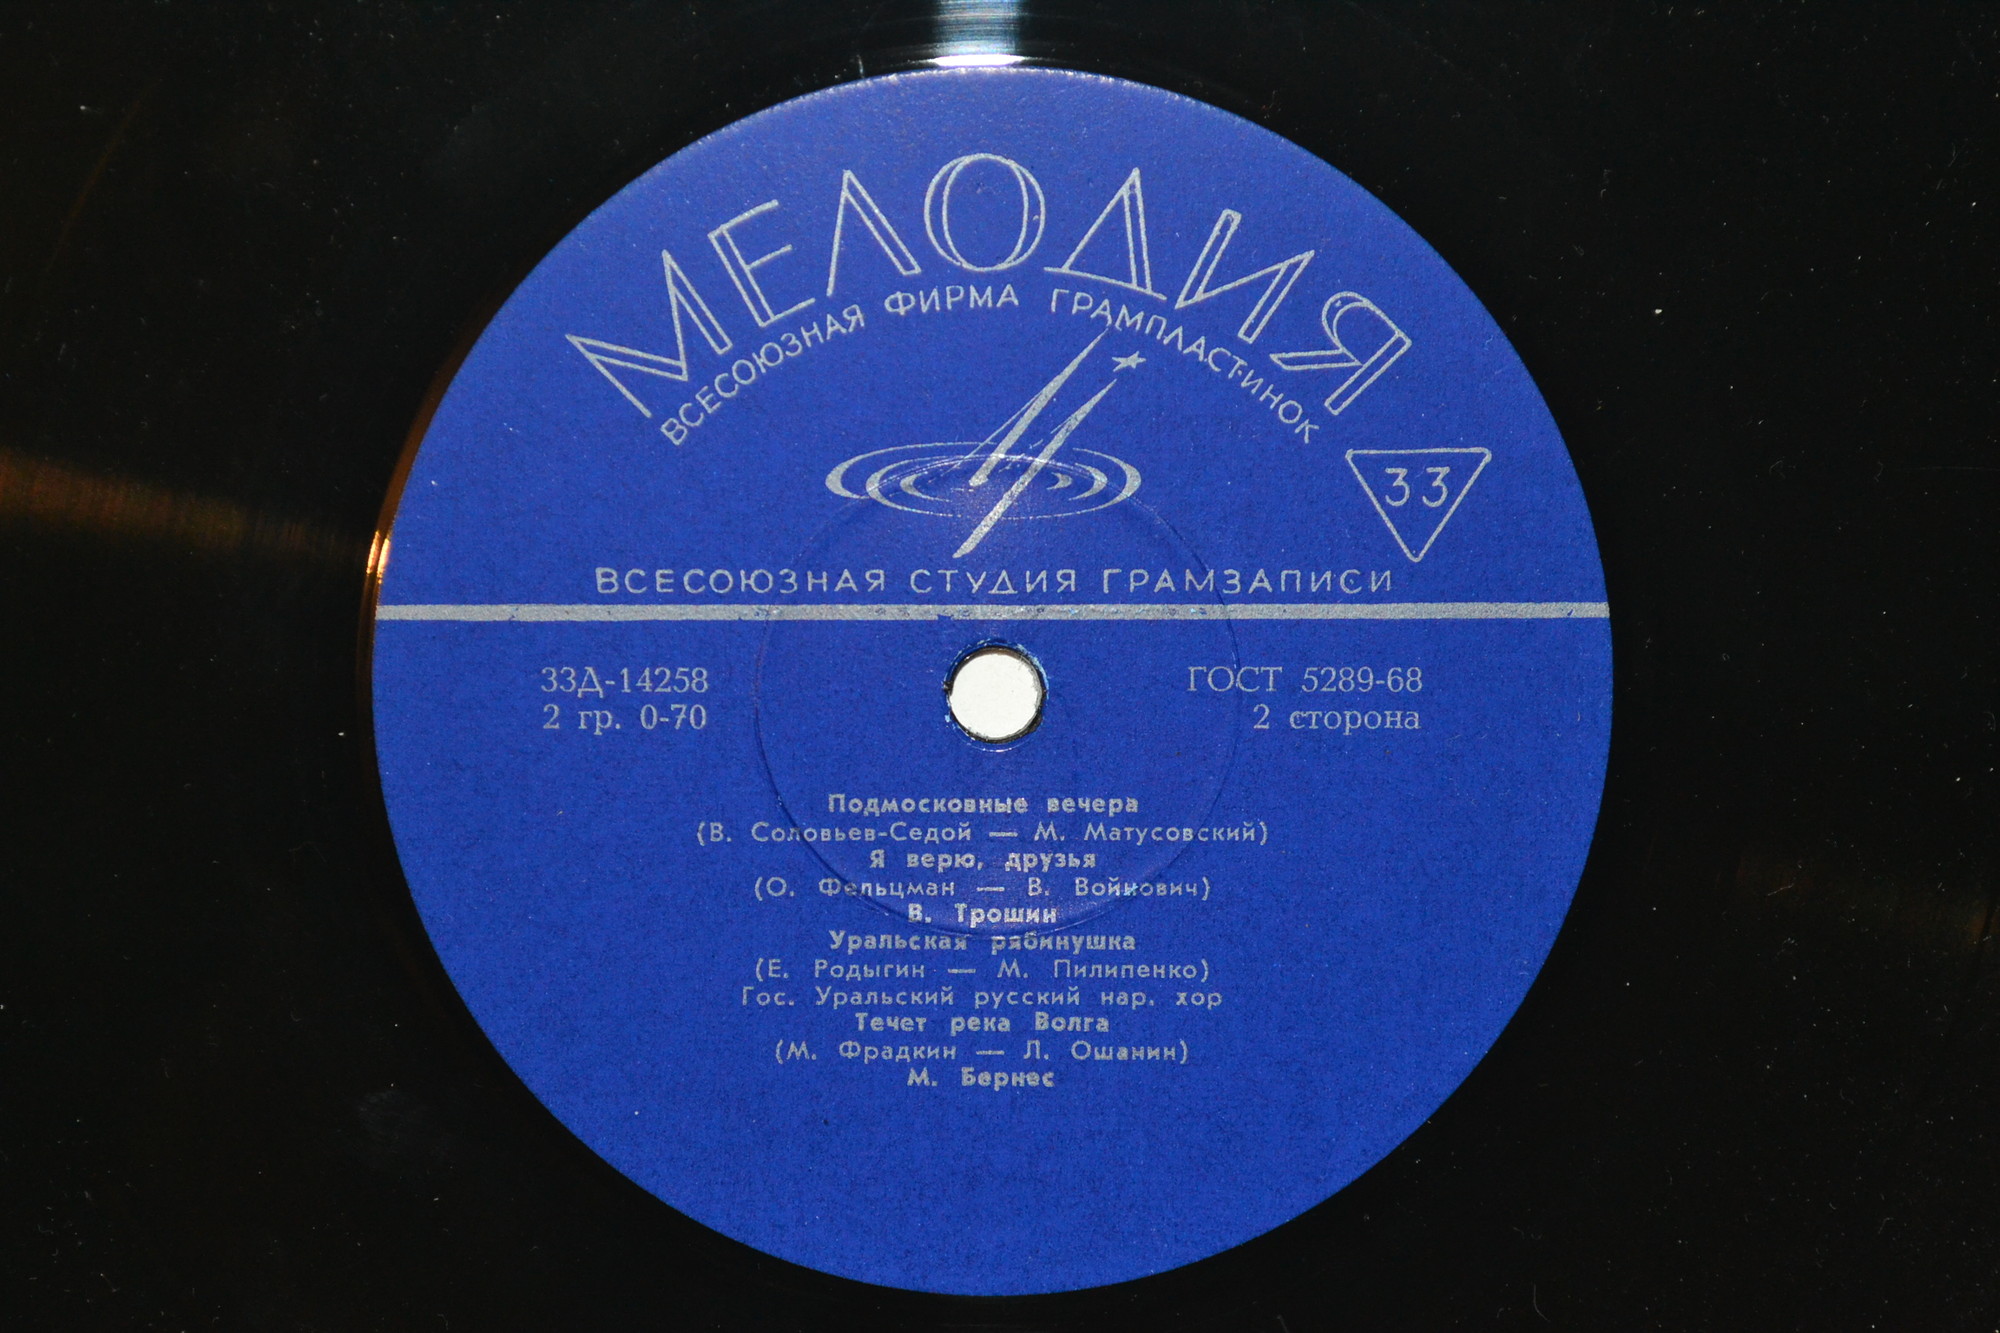 МЕЛОДИЯ
ВСЕСОЮЗНАЯ ФИРМА ГРАМПЛАСТИНОК
33
ВСЕСОЮЗНАЯ СТУДИЯ ГРАМЗАПИСИ
33Д-14258
2 гр. 0-70
ГОСТ 5289-68
2 сторона
Подмосковные вечера
(В. Соловьев-Седой — М. Матусовский)
Я верю, друзья
(О. Фельцман — В. Войнович)
В. Трошин
Уральская рябинушка
(Е. Родыгин — М. Пилипенко)
Гос. Уральский русский нар. хор
Течет река Волга
(М. Фрадкин — Л. Ошанин)
М. Бернес